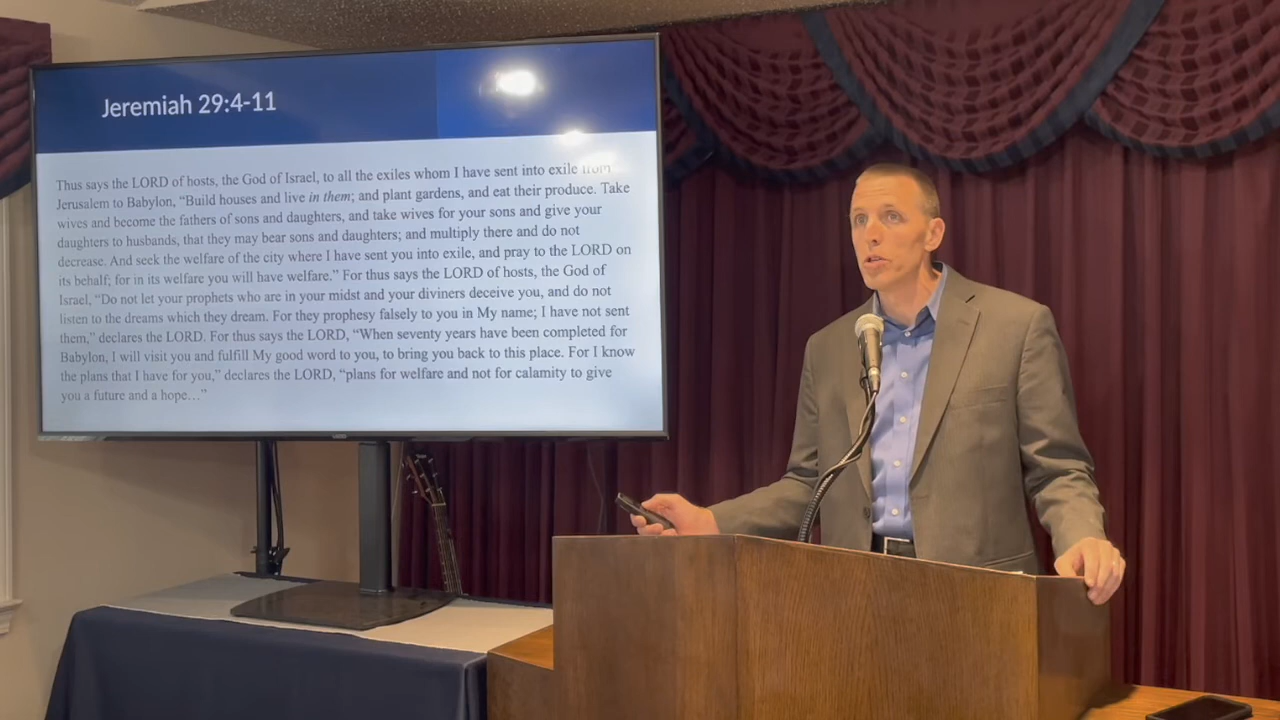 Jeremiah 29:4-11
Thus says the LORD of hosts, the God of Israel, to all the exiles whom I have sent into exile from
Jerusalem to Babylon, “Build houses and live in them; and plant gardens, and eat their produce. Take
wives and become the fathers of sons and daughters, and take wives for your sons and give your
daughters to husbands, that they may bear sons and daughters; and multiply there and do not
decrease. And seek the welfare of the city where I have sent you into exile, and pray to the LORD on
its behalf; for in its welfare you will have welfare.” For thus says the LORD of hosts, the God of
Israel, “Do not let your prophets who are in your midst and your diviners deceive you, and do not
listen to the dreams which they dream. For they prophesy falsely to you in My name; I have not sent
them,” declares the LORD. For thus says the LORD, “When seventy years have been completed for
Babylon, I will visit you and fulfill My good word to you, to bring you back to this place. For I know
the plans that I have for you,” declares the LORD, “plans for welfare and not for calamity to give
you a future and a hope…”